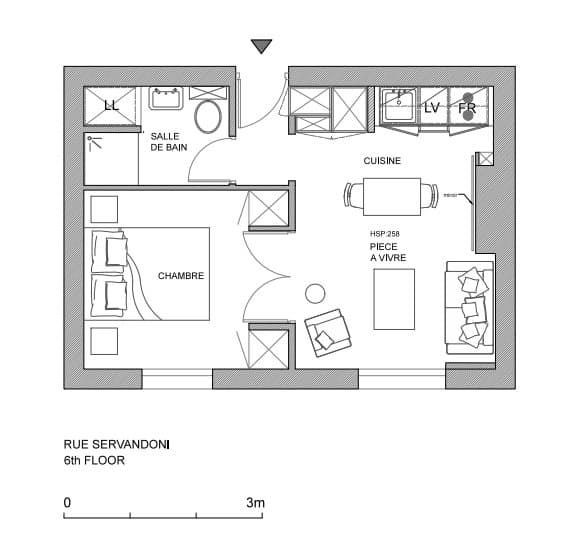 LL
LV
FR
SALLE
DE BAIN
CUISINE
HSP:258
PIECE
A VIVRE
CHAMBRE
RUE SERVANDONI
6th FLOOR
0
3m